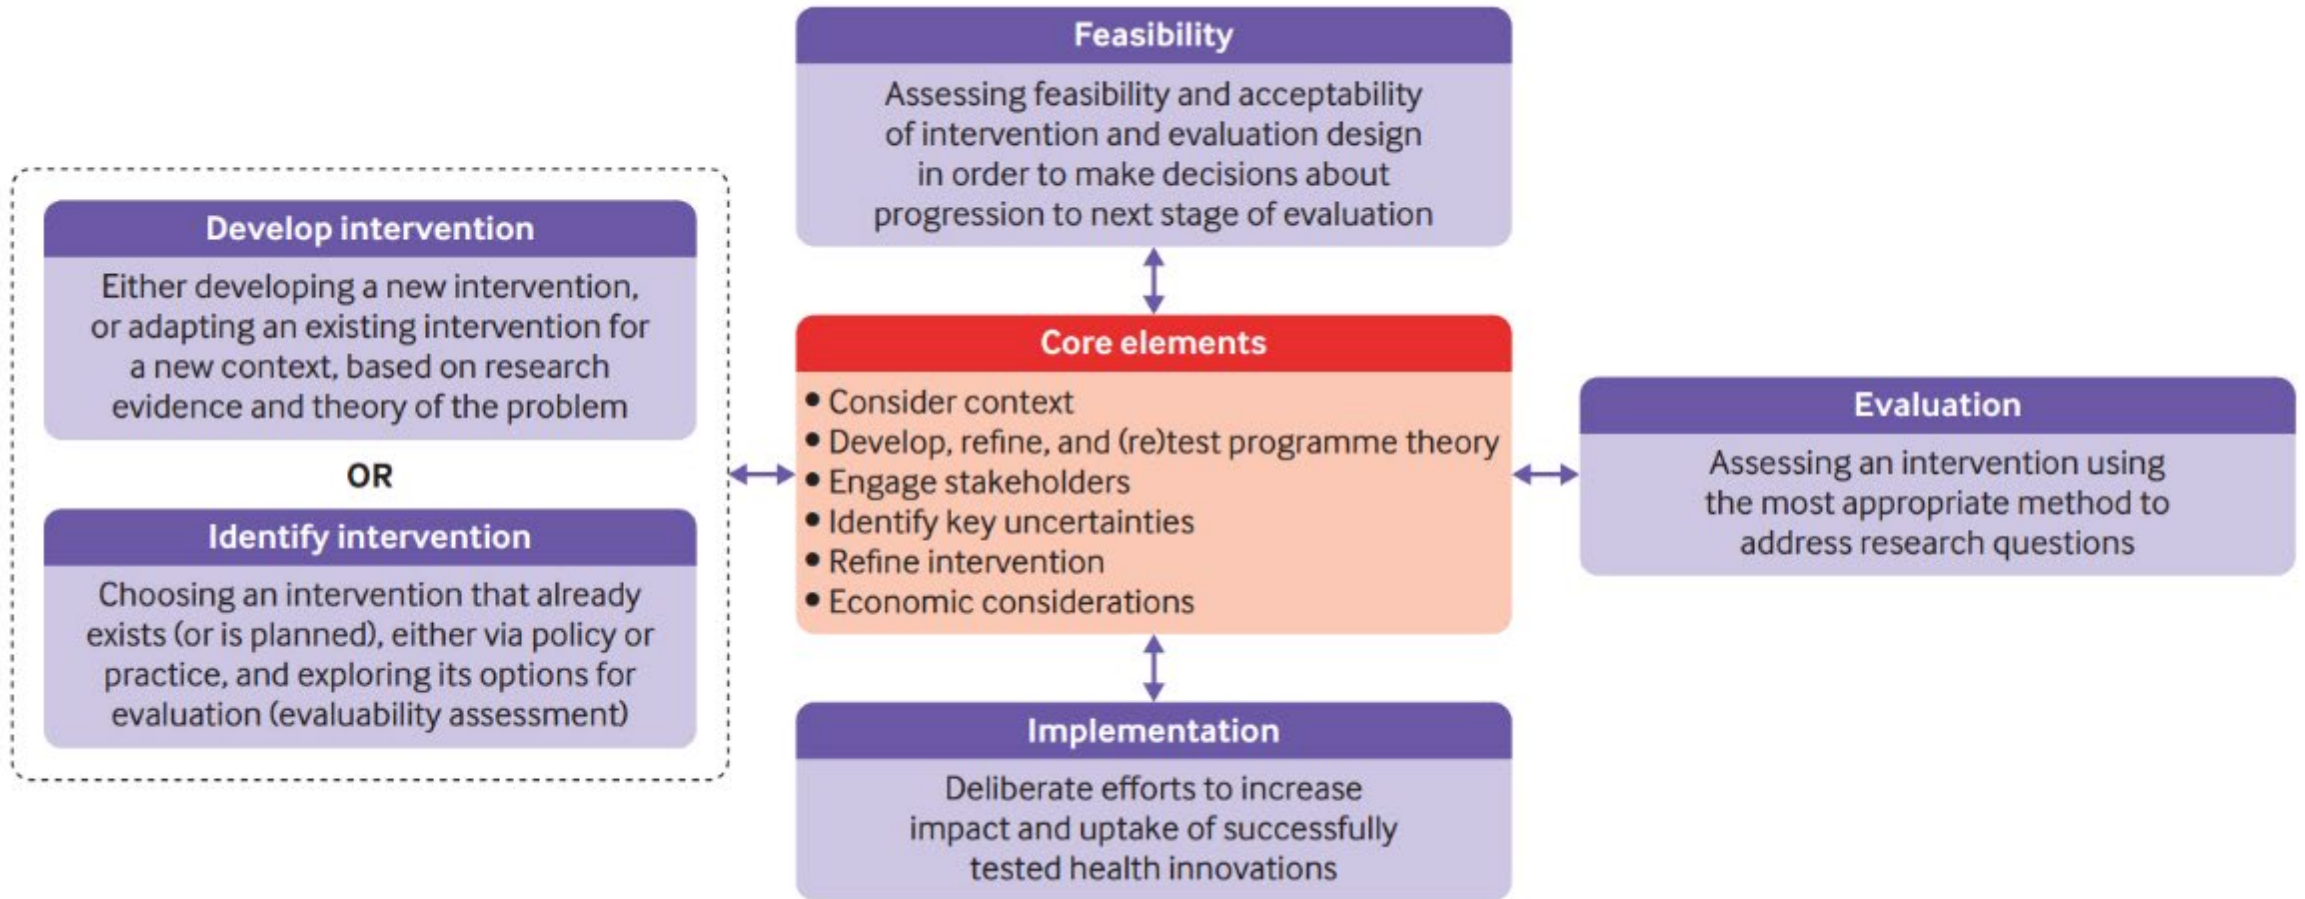 Feasibility
Assessing feasibility and acceptability
of intervention and evaluation design
in order to make decisions about
progression to next stage of evaluation
Develop intervention
Either developing a new intervention,
or adapting an existing intervention for
a new context, based on research
evidence and theory of the problem
OR
Identify intervention
Choosing an intervention that already
exists (or is planned), either via policy or
practice, and exploring its options for
evaluation (evaluability assessment)
Core elements
• Consider context
• Develop, refine, and (re)test programme theory
• Engage stakeholders
• Identify key uncertainties
• Refine intervention
• Economic considerations
Evaluation
Assessing an intervention using
the most appropriate method to
address research questions
Implementation
Deliberate efforts to increase
impact and uptake of successfully
tested health innovations